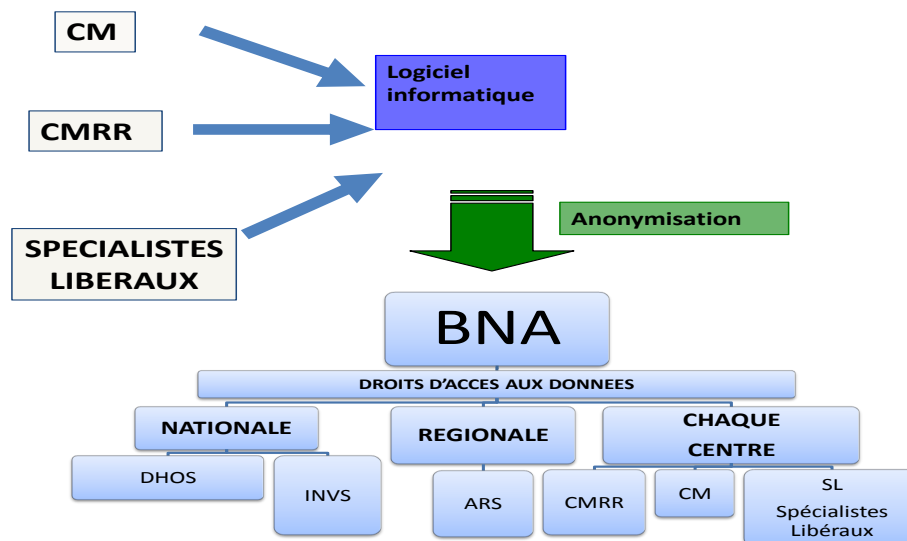 CM
Logiciel
informatique
CMRR
SPECIALISTES
LIBERAUX
Anonymisation
BNA
DROITS D'ACCES AUX DONNEES
NATIONALE
REGIONALE
CHAQUE
CENTRE
DHOS
INVS
ARS
CMRR
CM
SL
Spécialistes
Libéraux